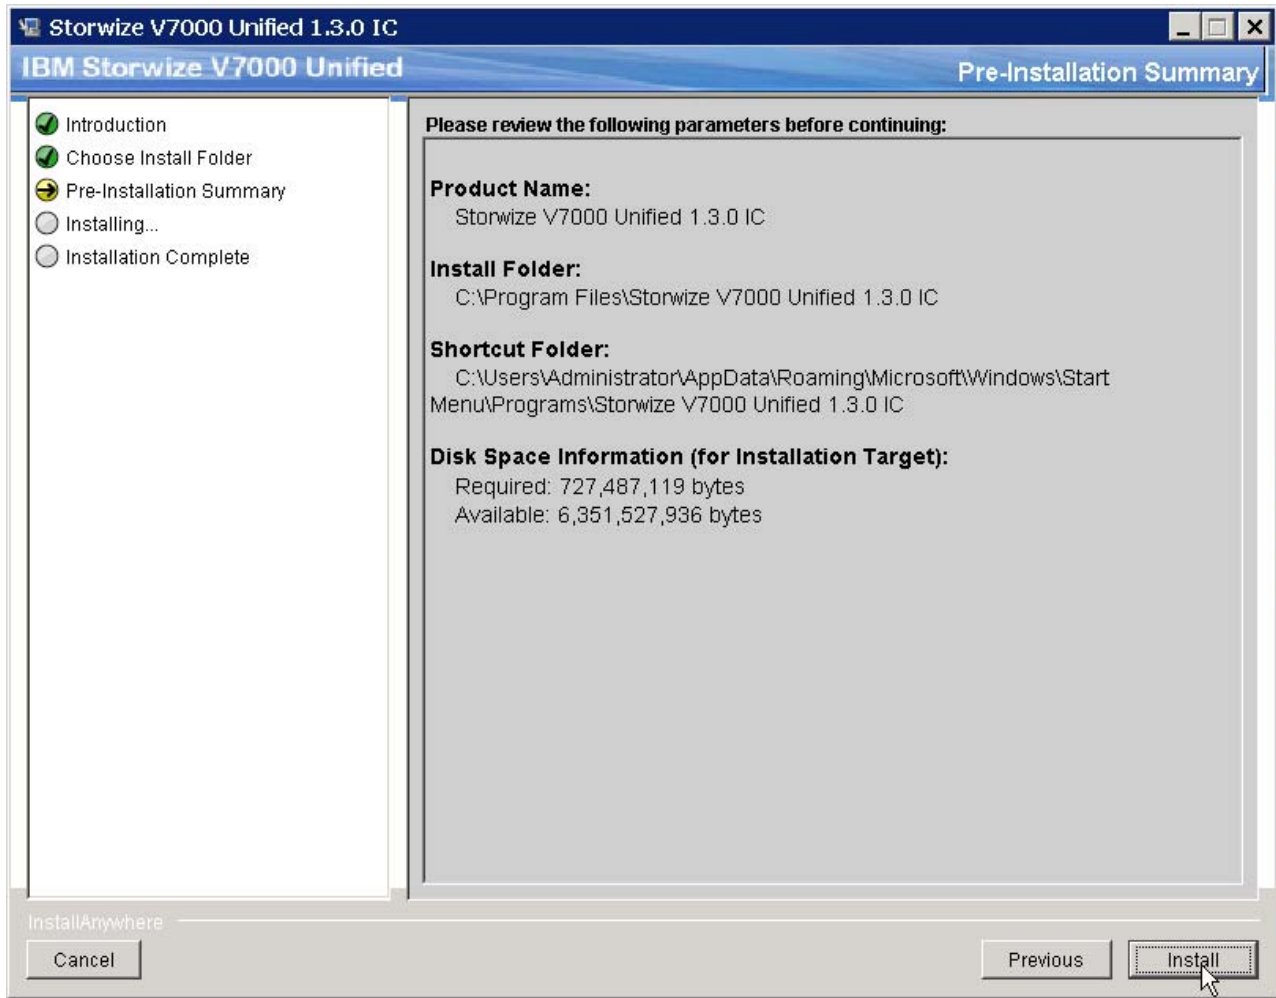 Storwize V7000 Unified 1.3.0 IC
IBM Storwize V7000 Unified
Pre-Installation Summary
Introduction
Choose Install Folder
Pre-Installation Summary
Installing...
Installation Complete
Please review the following parameters before continuing:
Product Name:
Storwize V7000 Unified 1.3.0 IC
Install Folder:
C:\Program Files\Storwize V7000 Unified 1.3.0 IC
Shortcut Folder:
C:\Users\Administrator\AppData\Roaming\Microsoft\Windows\Start
Menu\Programs\Storwize V7000 Unified 1.3.0 IC
Disk Space Information (for Installation Target):
Required: 727,487,119 bytes
Available: 6,351,527,936 bytes
InstallAnywhere
Cancel
Previous
Install